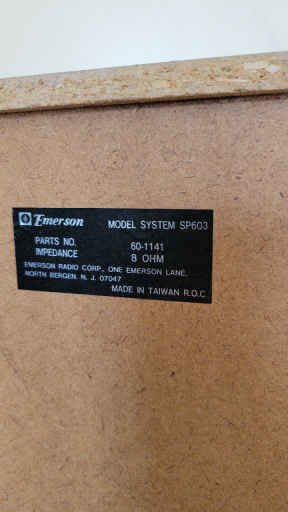 Emerson MODEL SYSTEM SP603
PARTS NO. 60-1141
IMPEDANCE 8 OHM
EMERSON RADIO CORP., ONE EMERSON LANE,
NORTH BERGEN. N. J. 07047
MADE IN TAIWAN R.O.C